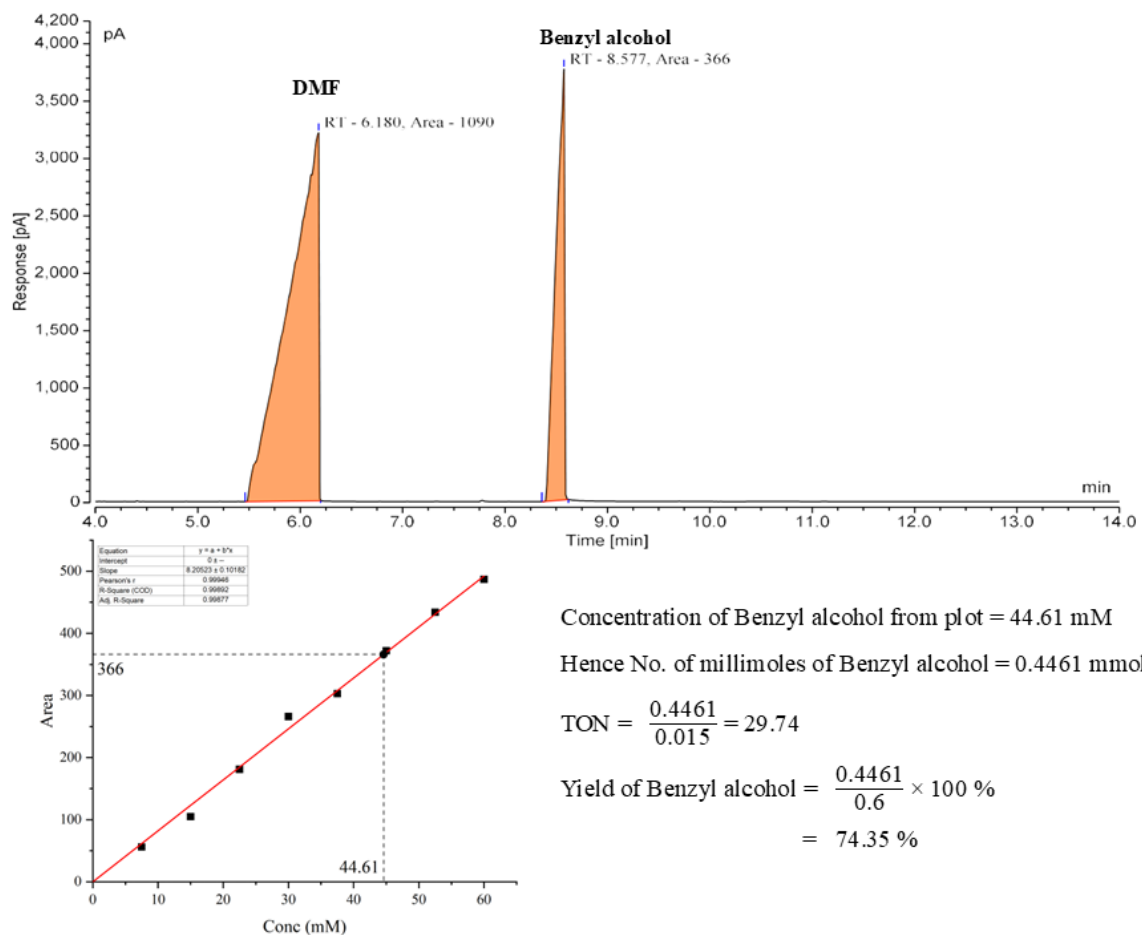 4,200
pA
4,000
3,500
3,000
2,500
2,000
1,500
1,000
500
0
Response [pA]
DMF
RT - 6.180, Area - 1090
Benzyl alcohol
RT - 8.577, Area - 366
min
4.0 5.0 6.0 7.0 8.0 9.0 10.0 11.0 12.0 13.0 14.0
Time [min]
Equation y = a + b*x
Intercept 0 ± --
Slope 8.20523 ± 0.10182
Pearson's r 0.99946
R-Square (COD) 0.99892
Adj. R-Square 0.99877
500
400
366
300
200
100
0
Area
44.61
0 10 20 30 40 50 60
Conc (mM)
Concentration of Benzyl alcohol from plot = 44.61 mM
Hence No. of millimoles of Benzyl alcohol = 0.4461 mmol
TON = 0.4461 / 0.015 = 29.74
Yield of Benzyl alcohol = 0.4461 / 0.6 × 100 %
= 74.35 %